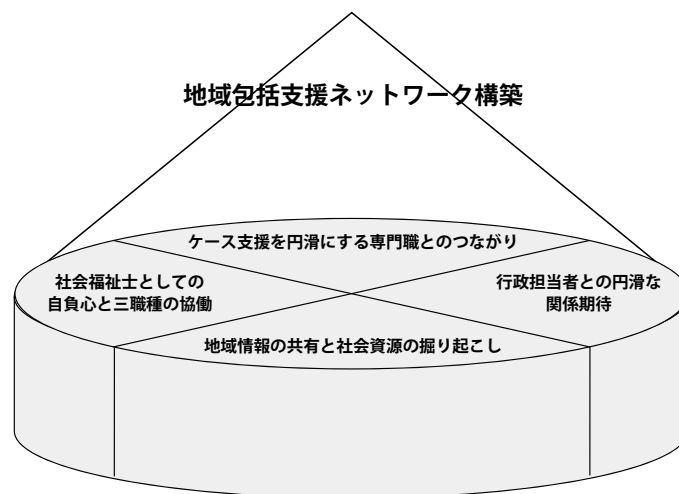 地域包括支援ネットワーク構築
ケース支援を円滑にする専門職とのつながり
社会福祉士としての
自負心と三職種の協働
行政担当者との円滑な
関係期待
地域情報の共有と社会資源の掘り起こし